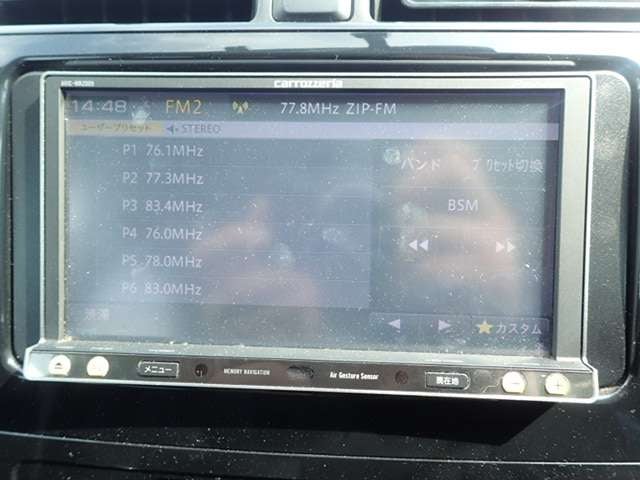 carrozzeria
14:48 FM2 77.8MHz ZIP-FM
ユーザープリセット STEREO
P1 76.1MHz
バンド プリセット切換
P2 77.3MHz
P3 83.4MHz
BSM
P4 76.0MHz
P5 78.0MHz
P6 83.0MHz
渋滞
カスタム
メニュー
MEMORY NAVIGATION
Air Gesture Sensor
現在地